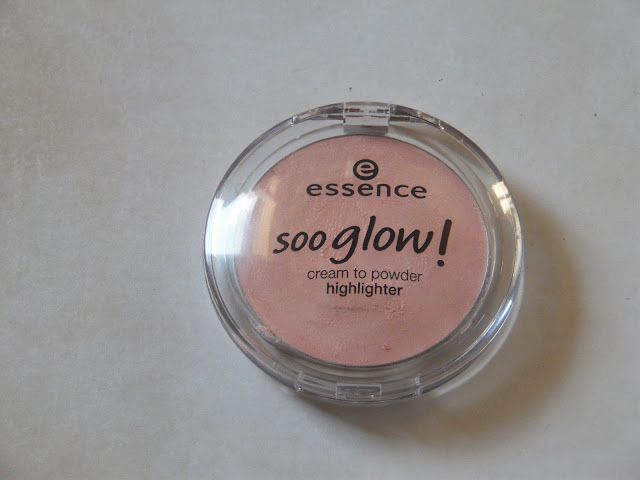 e
essence
soo glow!
cream to powder
highlighter